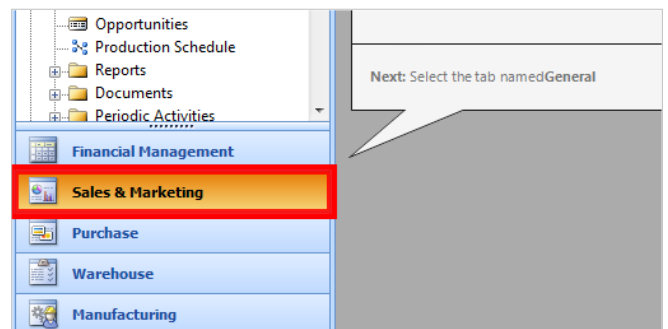 Opportunities
Production Schedule
Reports
Documents
Periodic Activities
Next: Select the tab namedGeneral
Financial Management
Sales & Marketing
Purchase
Warehouse
Manufacturing